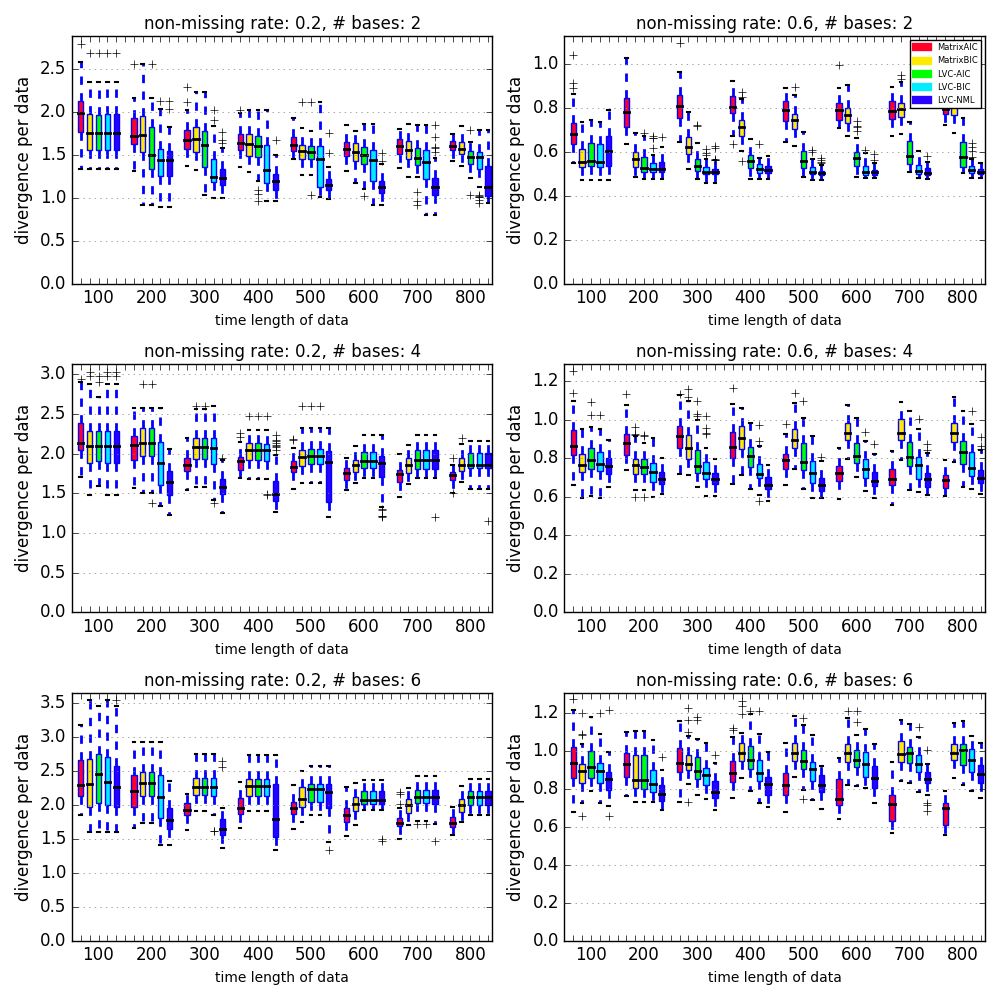 non-missing rate: 0.2, # bases: 2
divergence per data
2.5
2.0
1.5
1.0
0.5
0.0
100 200 300 400 500 600 700 800
time length of data
non-missing rate: 0.6, # bases: 2
divergence per data
1.0
0.8
0.6
0.4
0.2
0.0
MatrixAIC
MatrixBIC
LVC-AIC
LVC-BIC
LVC-NML
100 200 300 400 500 600 700 800
time length of data
non-missing rate: 0.2, # bases: 4
divergence per data
3.0
2.5
2.0
1.5
1.0
0.5
0.0
100 200 300 400 500 600 700 800
time length of data
non-missing rate: 0.6, # bases: 4
divergence per data
1.2
1.0
0.8
0.6
0.4
0.2
0.0
100 200 300 400 500 600 700 800
time length of data
non-missing rate: 0.2, # bases: 6
divergence per data
3.5
3.0
2.5
2.0
1.5
1.0
0.5
0.0
100 200 300 400 500 600 700 800
time length of data
non-missing rate: 0.6, # bases: 6
divergence per data
1.2
1.0
0.8
0.6
0.4
0.2
0.0
100 200 300 400 500 600 700 800
time length of data